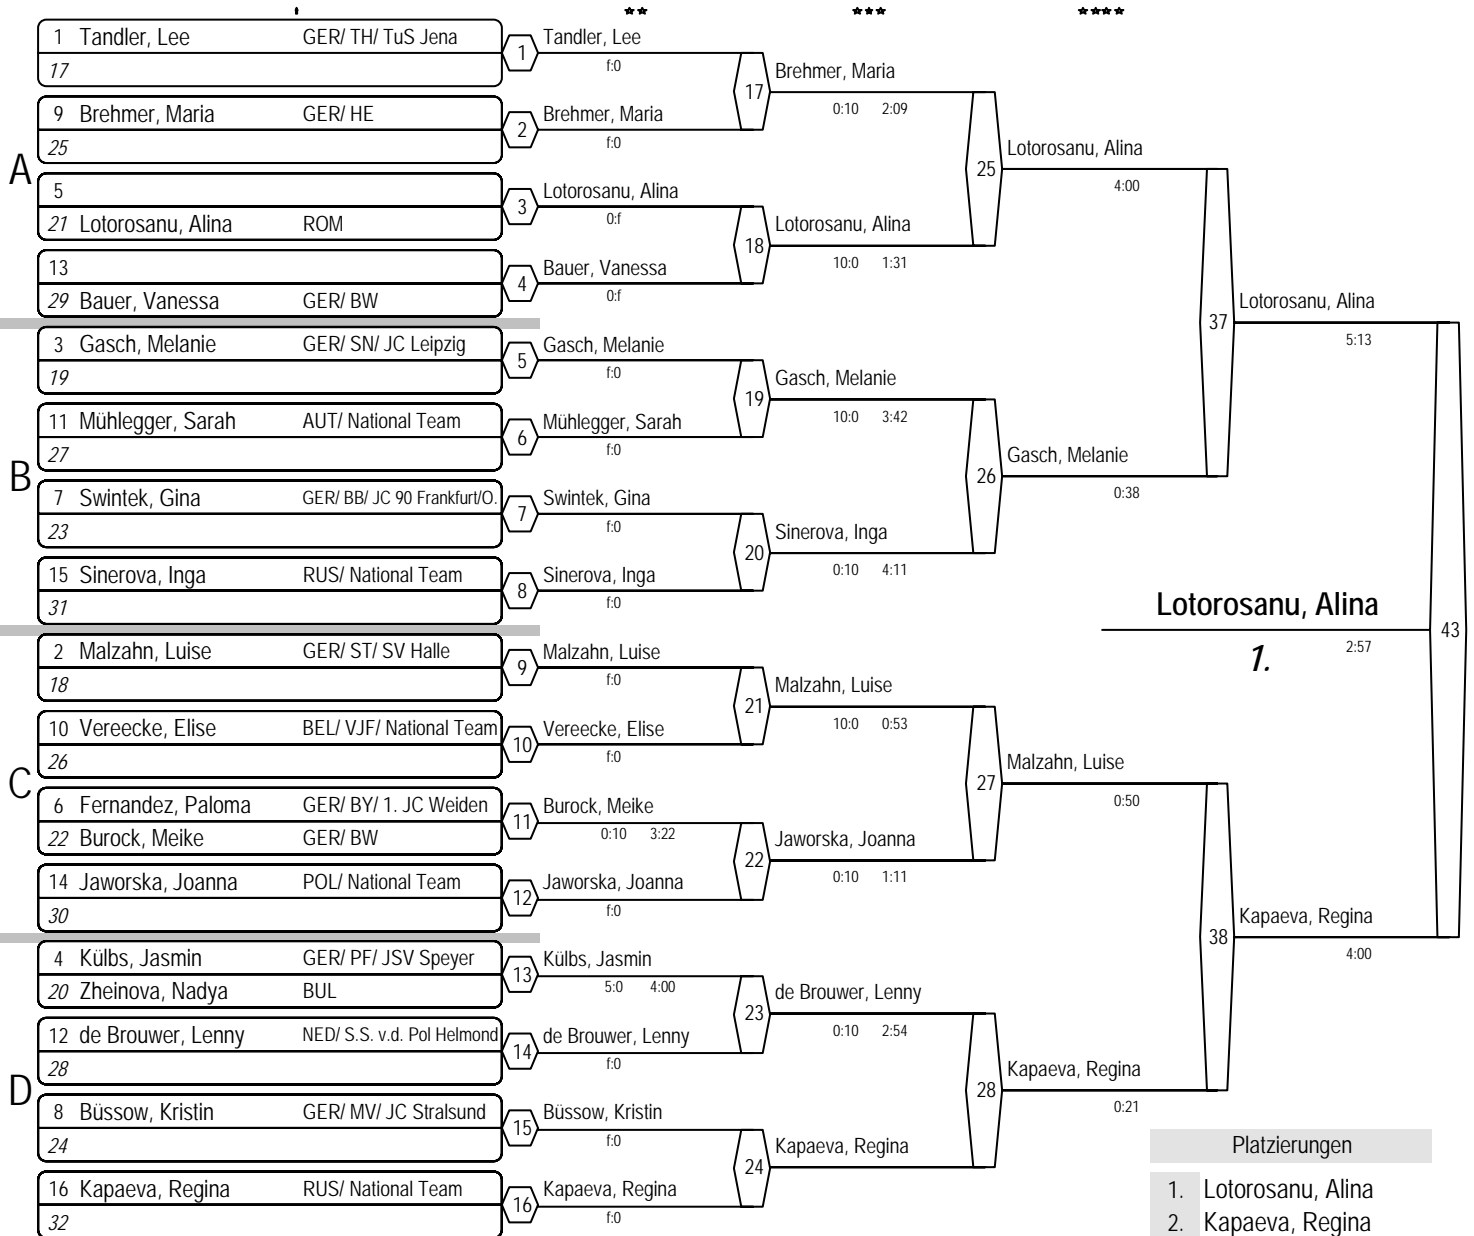 A
1 Tandler, Lee GER/ TH/ TuS Jena
17
9 Brehmer, Maria GER/ HE
25
5
21 Lotorosanu, Alina ROM
13
29 Bauer, Vanessa GER/ BW
B
3 Gasch, Melanie GER/ SN/ JC Leipzig
19
11 Mühlegger, Sarah AUT/ National Team
27
7 Swintek, Gina GER/ BB/ JC 90 Frankfurt/O.
23
15 Sinerova, Inga RUS/ National Team
31
C
2 Malzahn, Luise GER/ ST/ SV Halle
18
10 Vereecke, Elise BEL/ VJF/ National Team
26
6 Fernandez, Paloma GER/ BY/ 1. JC Weiden
22 Burock, Meike GER/ BW
14 Jaworska, Joanna POL/ National Team
30
D
4 Külbs, Jasmin GER/ PF/ JSV Speyer
20 Zheinova, Nadya BUL
12 de Brouwer, Lenny NED/ S.S. v.d. Pol Helmond
28
8 Büssow, Kristin GER/ MV/ JC Stralsund
24
16 Kapaeva, Regina RUS/ National Team
32
1 Tandler, Lee
f:0
2 Brehmer, Maria
f:0
3 Lotorosanu, Alina
0:f
4 Bauer, Vanessa
0:f
5 Gasch, Melanie
f:0
6 Mühlegger, Sarah
f:0
7 Swintek, Gina
f:0
8 Sinerova, Inga
f:0
9 Malzahn, Luise
f:0
10 Vereecke, Elise
f:0
11 Burock, Meike
0:10 3:22
12 Jaworska, Joanna
f:0
13 Külbs, Jasmin
5:0 4:00
14 de Brouwer, Lenny
f:0
15 Büssow, Kristin
f:0
16 Kapaeva, Regina
f:0
17 Brehmer, Maria
0:10 2:09
18 Lotorosanu, Alina
10:0 1:31
19 Gasch, Melanie
10:0 3:42
20 Sinerova, Inga
0:10 4:11
21 Malzahn, Luise
10:0 0:53
22 Jaworska, Joanna
0:10 1:11
23 de Brouwer, Lenny
0:10 2:54
24 Kapaeva, Regina
25 Lotorosanu, Alina
4:00
26 Gasch, Melanie
0:38
27 Malzahn, Luise
0:50
28 Kapaeva, Regina
0:21
37 Lotorosanu, Alina
5:13
38 Kapaeva, Regina
4:00
43 Lotorosanu, Alina
1. 2:57
Platzierungen
1. Lotorosanu, Alina
2. Kapaeva, Regina